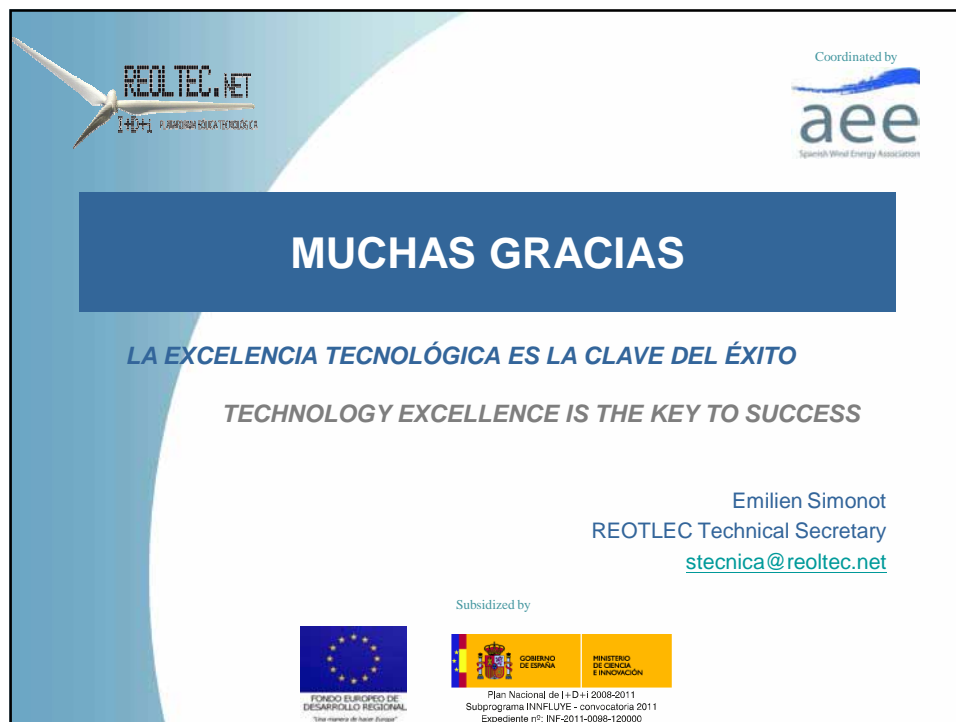 REOLTEC.NET
I+D+i PLATAFORMA EÓLICA TECNOLÓGICA
Coordinated by
aee
Spanish Wind Energy Association
MUCHAS GRACIAS
LA EXCELENCIA TECNOLÓGICA ES LA CLAVE DEL ÉXITO
TECHNOLOGY EXCELLENCE IS THE KEY TO SUCCESS
Emilien Simonot
REOTLEC Technical Secretary
stecnica@reoltec.net
Subsidized by
FONDO EUROPEO DE
DESARROLLO REGIONAL
"Una manera de hacer Europa"
GOBIERNO
DE ESPAÑA
MINISTERIO
DE CIENCIA
E INNOVACIÓN
Plan Nacional de I+D+i 2008-2011
Subprograma INNFLUYE - convocatoria 2011
Expediente nº: INF-2011-0098-120000